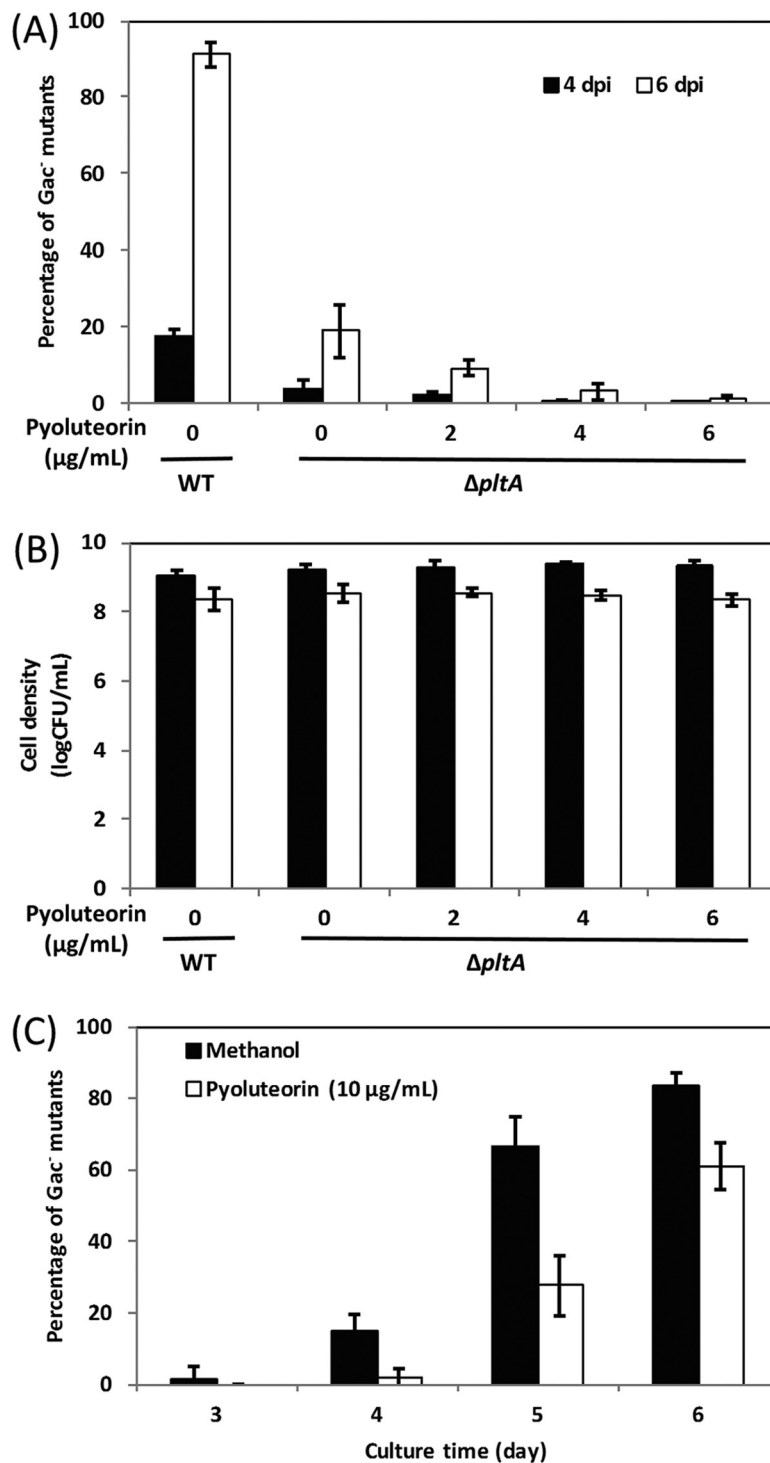 (A)
100
80
60
40
20
0
Percentage of Gac⁻ mutants
4 dpi 6 dpi
Pyoluteorin 0 0 2 4 6
(µg/mL)
WT ΔpltA
(B)
10
8
6
4
2
0
Cell density
(logCFU/mL)
Pyoluteorin 0 0 2 4 6
(µg/mL)
WT ΔpltA
(C)
100
80
60
40
20
0
Percentage of Gac⁻ mutants
Methanol
Pyoluteorin (10 µg/mL)
3 4 5 6
Culture time (day)